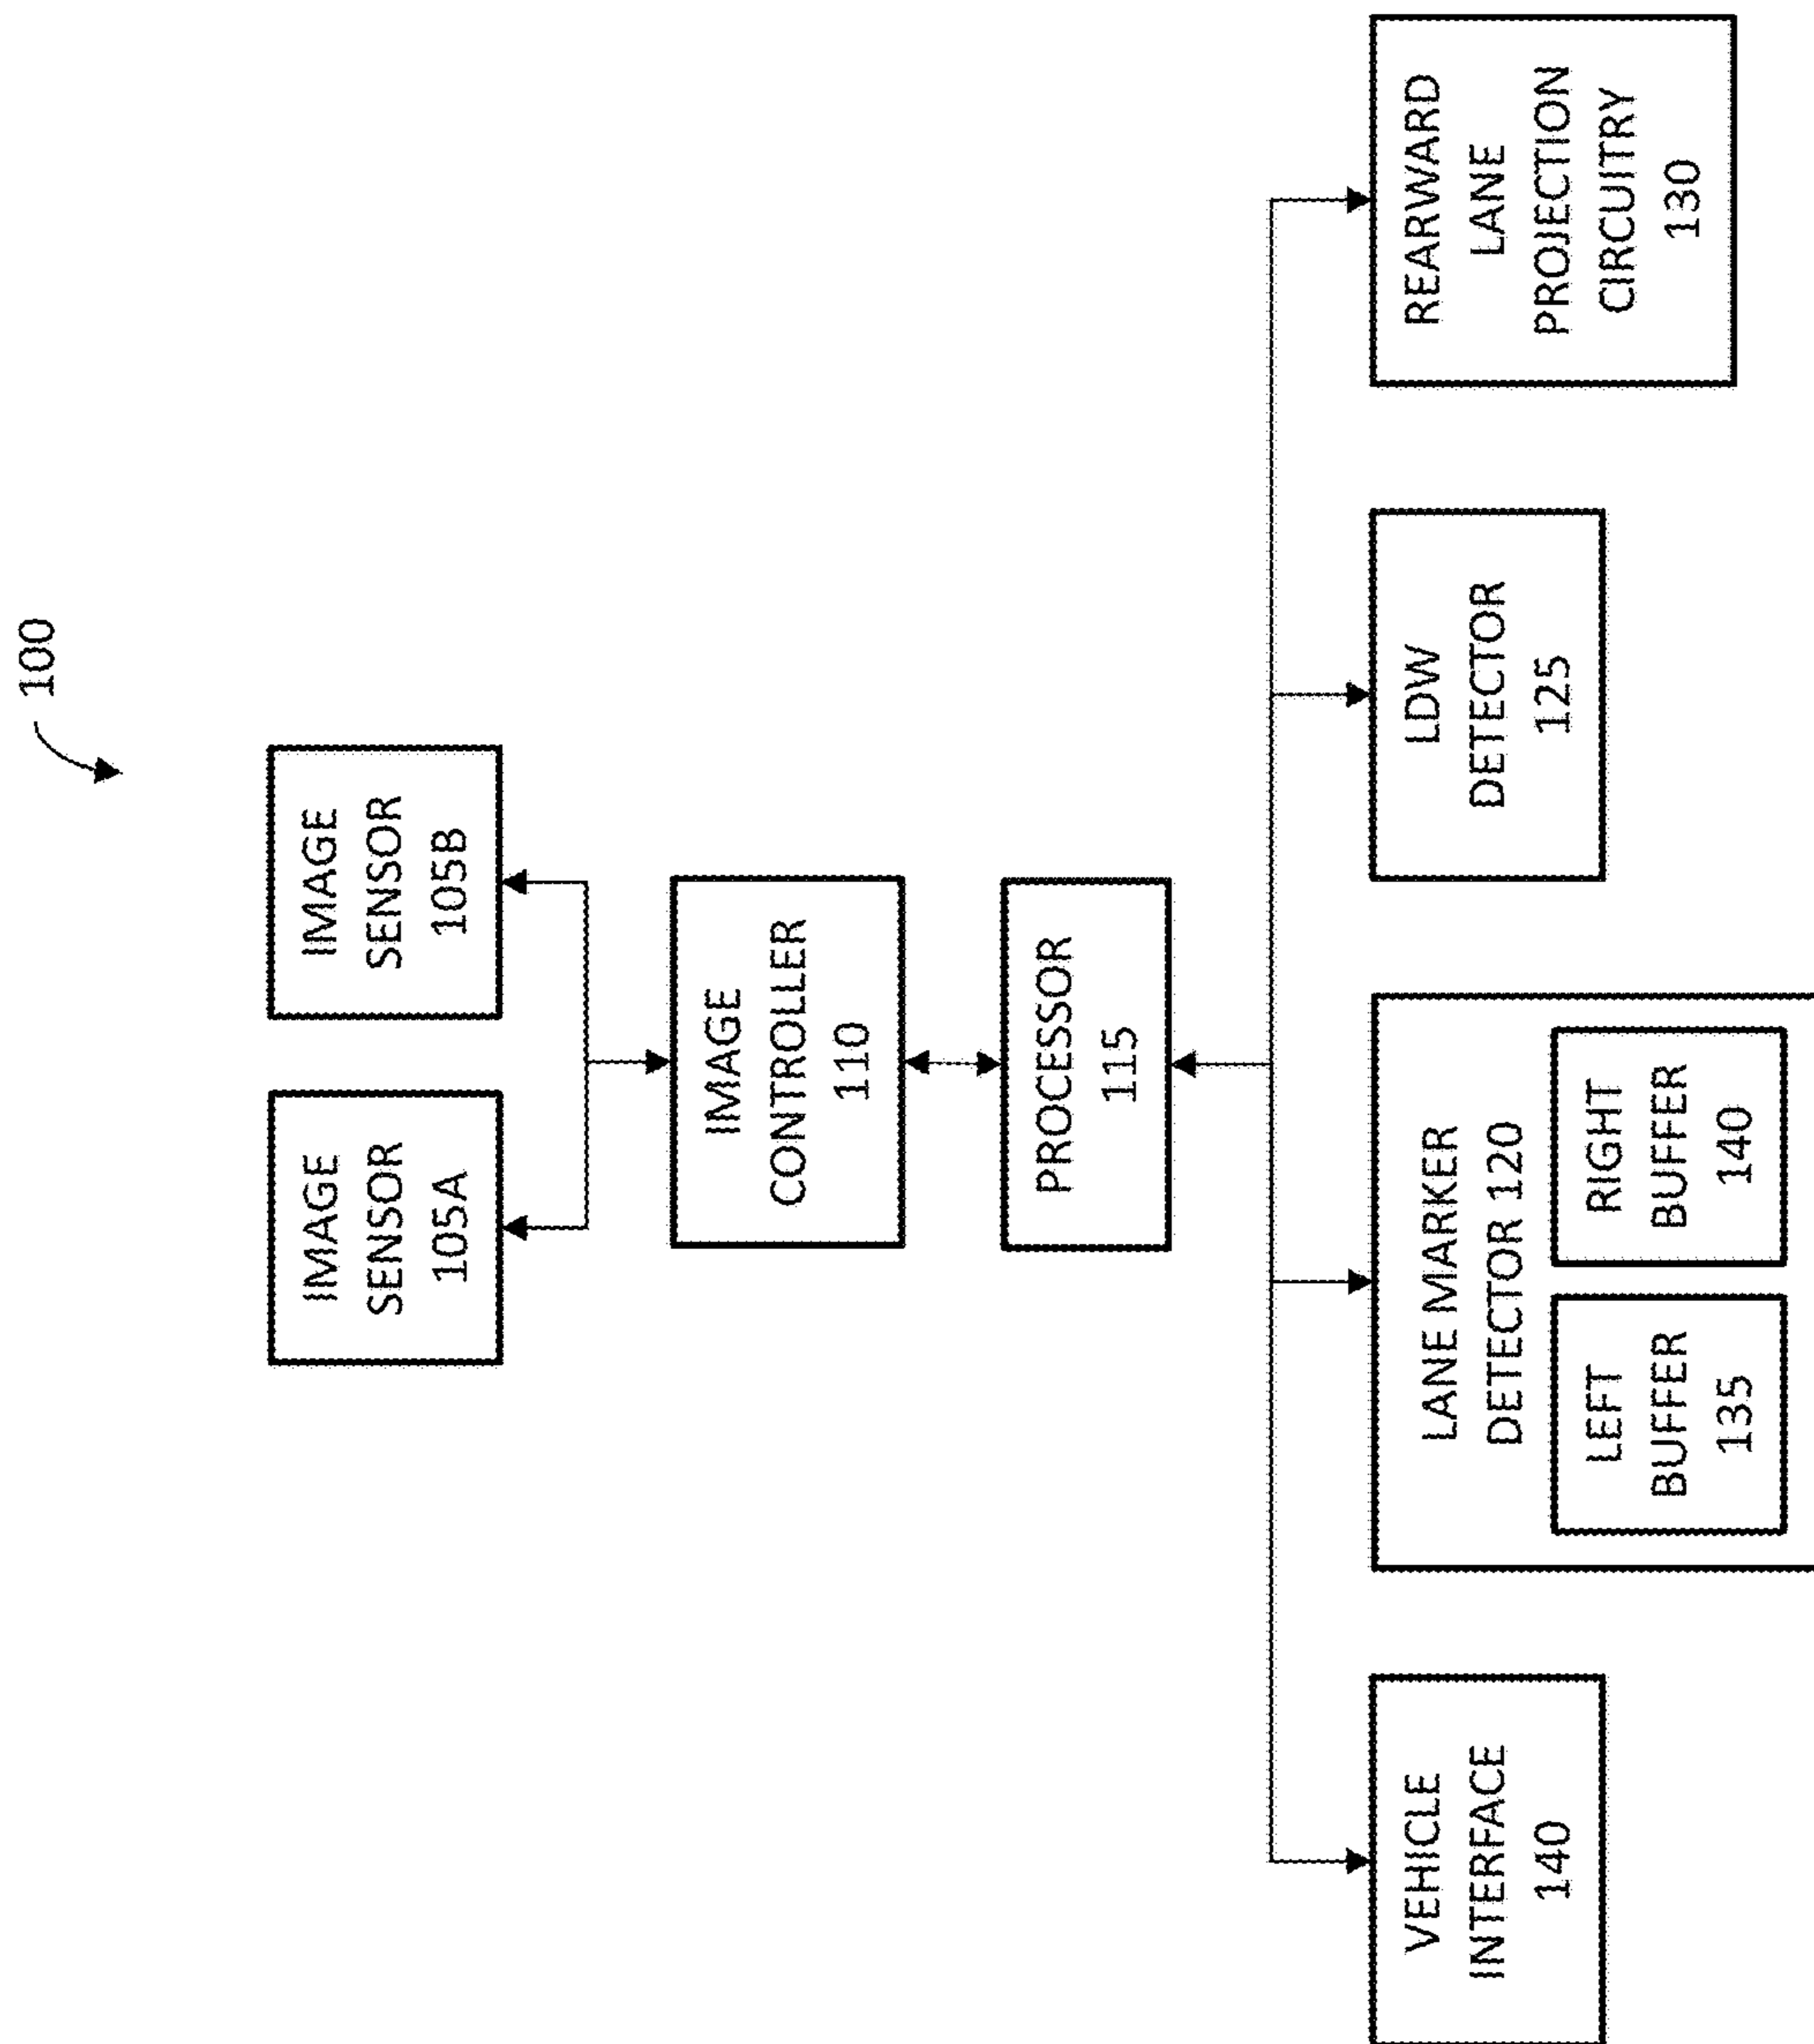 100
IMAGE
SENSOR
105A
IMAGE
SENSOR
105B
IMAGE
CONTROLLER
110
PROCESSOR
115
VEHICLE
INTERFACE
140
LANE MARKER
DETECTOR 120
LEFT
BUFFER
135
RIGHT
BUFFER
140
LDW
DETECTOR
125
REARWARD
LANE
PROJECTION
CIRCUITRY
130